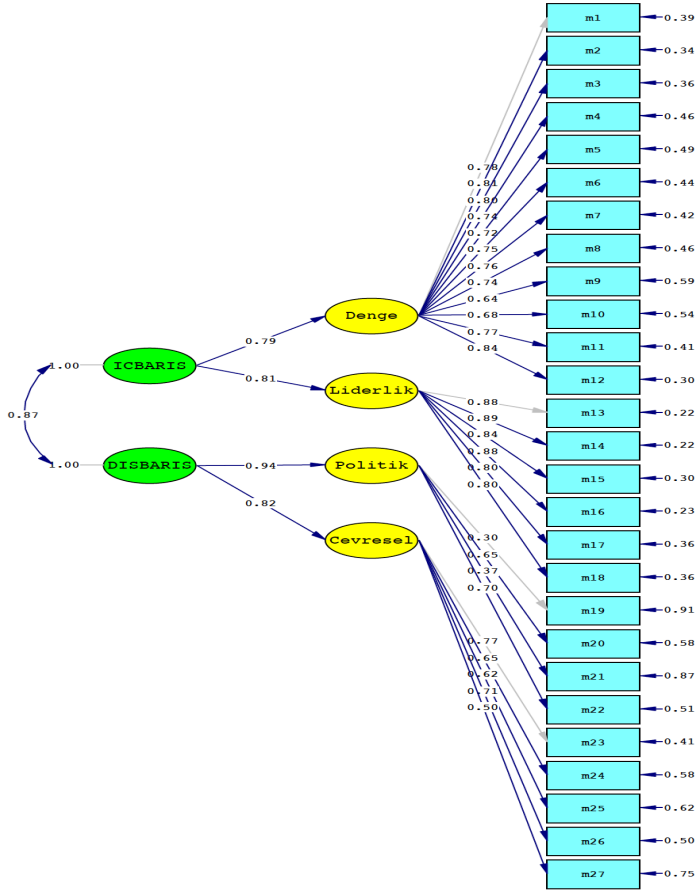 m1 0.39
m2 0.34
m3 0.36
m4 0.46
m5 0.49
m6 0.44
m7 0.42
m8 0.46
m9 0.59
m10 0.54
m11 0.41
m12 0.30
m13 0.22
m14 0.22
m15 0.30
m16 0.23
m17 0.36
m18 0.36
m19 0.91
m20 0.58
m21 0.87
m22 0.51
m23 0.41
m24 0.58
m25 0.62
m26 0.50
m27 0.75
0.78
0.81
0.80
0.74
0.72
0.75
0.76
0.74
0.64
0.68
0.77
0.84
Denge
0.79
1.00 ICBARIS
0.81
Liderlik
0.88
0.89
0.84
0.88
0.80
0.80
0.87
1.00 DISBARIS 0.94 Politik
0.82
Cevresel
0.30
0.65
0.37
0.70
0.77
0.65
0.62
0.71
0.50